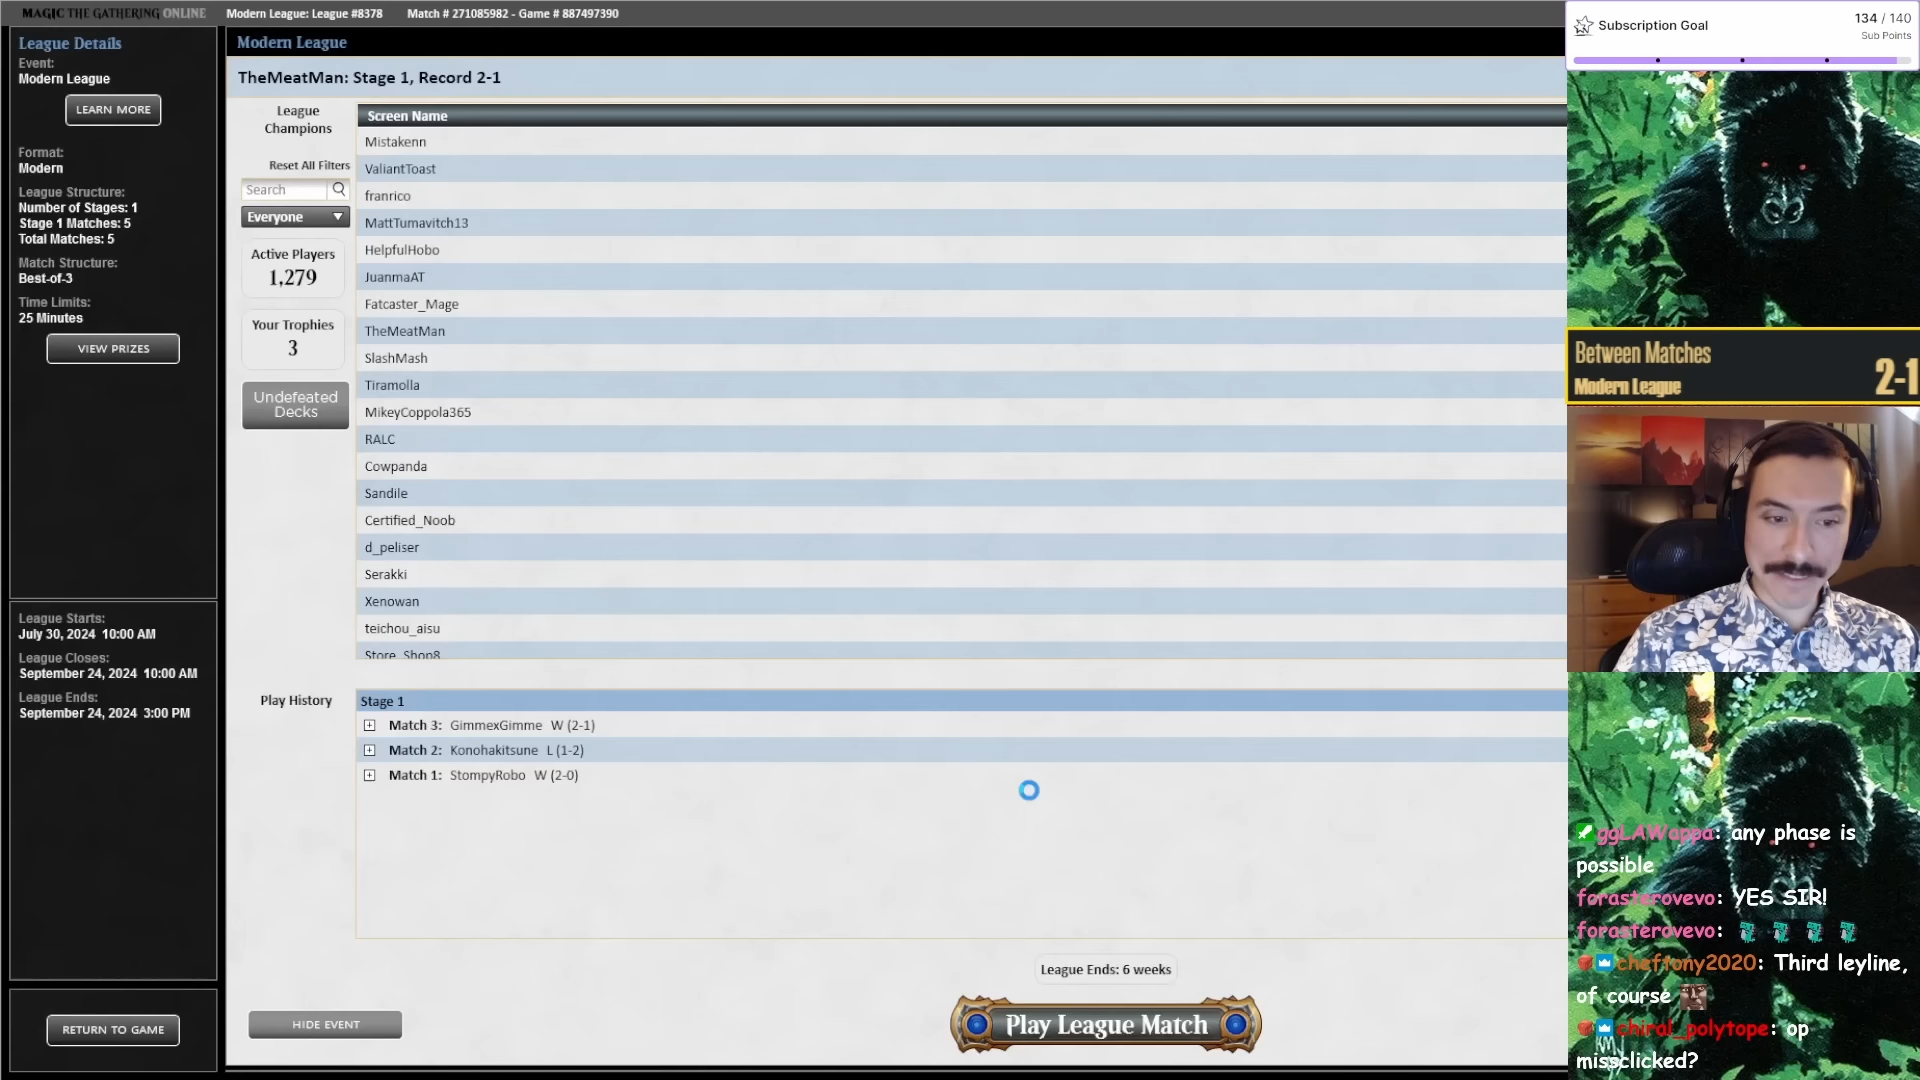 MAGIC THE GATHERING ONLINE
Modern League: League #8378
Match # 271085982 - Game # 887497390
League Details
Event:
Modern League
LEARN MORE
Format:
Modern
League Structure:
Number of Stages: 1
Stage 1 Matches: 5
Total Matches: 5
Match Structure:
Best-of-3
Time Limits:
25 Minutes
VIEW PRIZES
League Starts:
July 30, 2024 10:00 AM
League Closes:
September 24, 2024 10:00 AM
League Ends:
September 24, 2024 3:00 PM
RETURN TO GAME
Modern League
TheMeatMan: Stage 1, Record 2-1
League
Champions
Reset All Filters
Search
Everyone
Active Players
1,279
Your Trophies
3
Undefeated
Decks
Screen Name
Mistakenn
ValiantToast
franrico
MattTumavitch13
HelpfulHobo
JuanmaAT
Fatcaster_Mage
TheMeatMan
SlashMash
Tiramolla
MikeyCoppola365
RALC
Cowpanda
Sandile
Certified_Noob
d_peliser
Serakki
Xenowan
teichou_aisu
Store_Shop8
Play History
Stage 1
Match 3: GimmexGimme W (2-1)
Match 2: Konohakitsune L (1-2)
Match 1: StompyRobo W (2-0)
League Ends: 6 weeks
HIDE EVENT
Play League Match
Subscription Goal
134 / 140
Sub Points
Between Matches
Modern League
2-1
ggLAWappa: any phase is
possible
forasterovevo: YES SIR!
forasterovevo:
cheftony2020: Third leyline,
of course
chiral_polytope: op
missclicked?